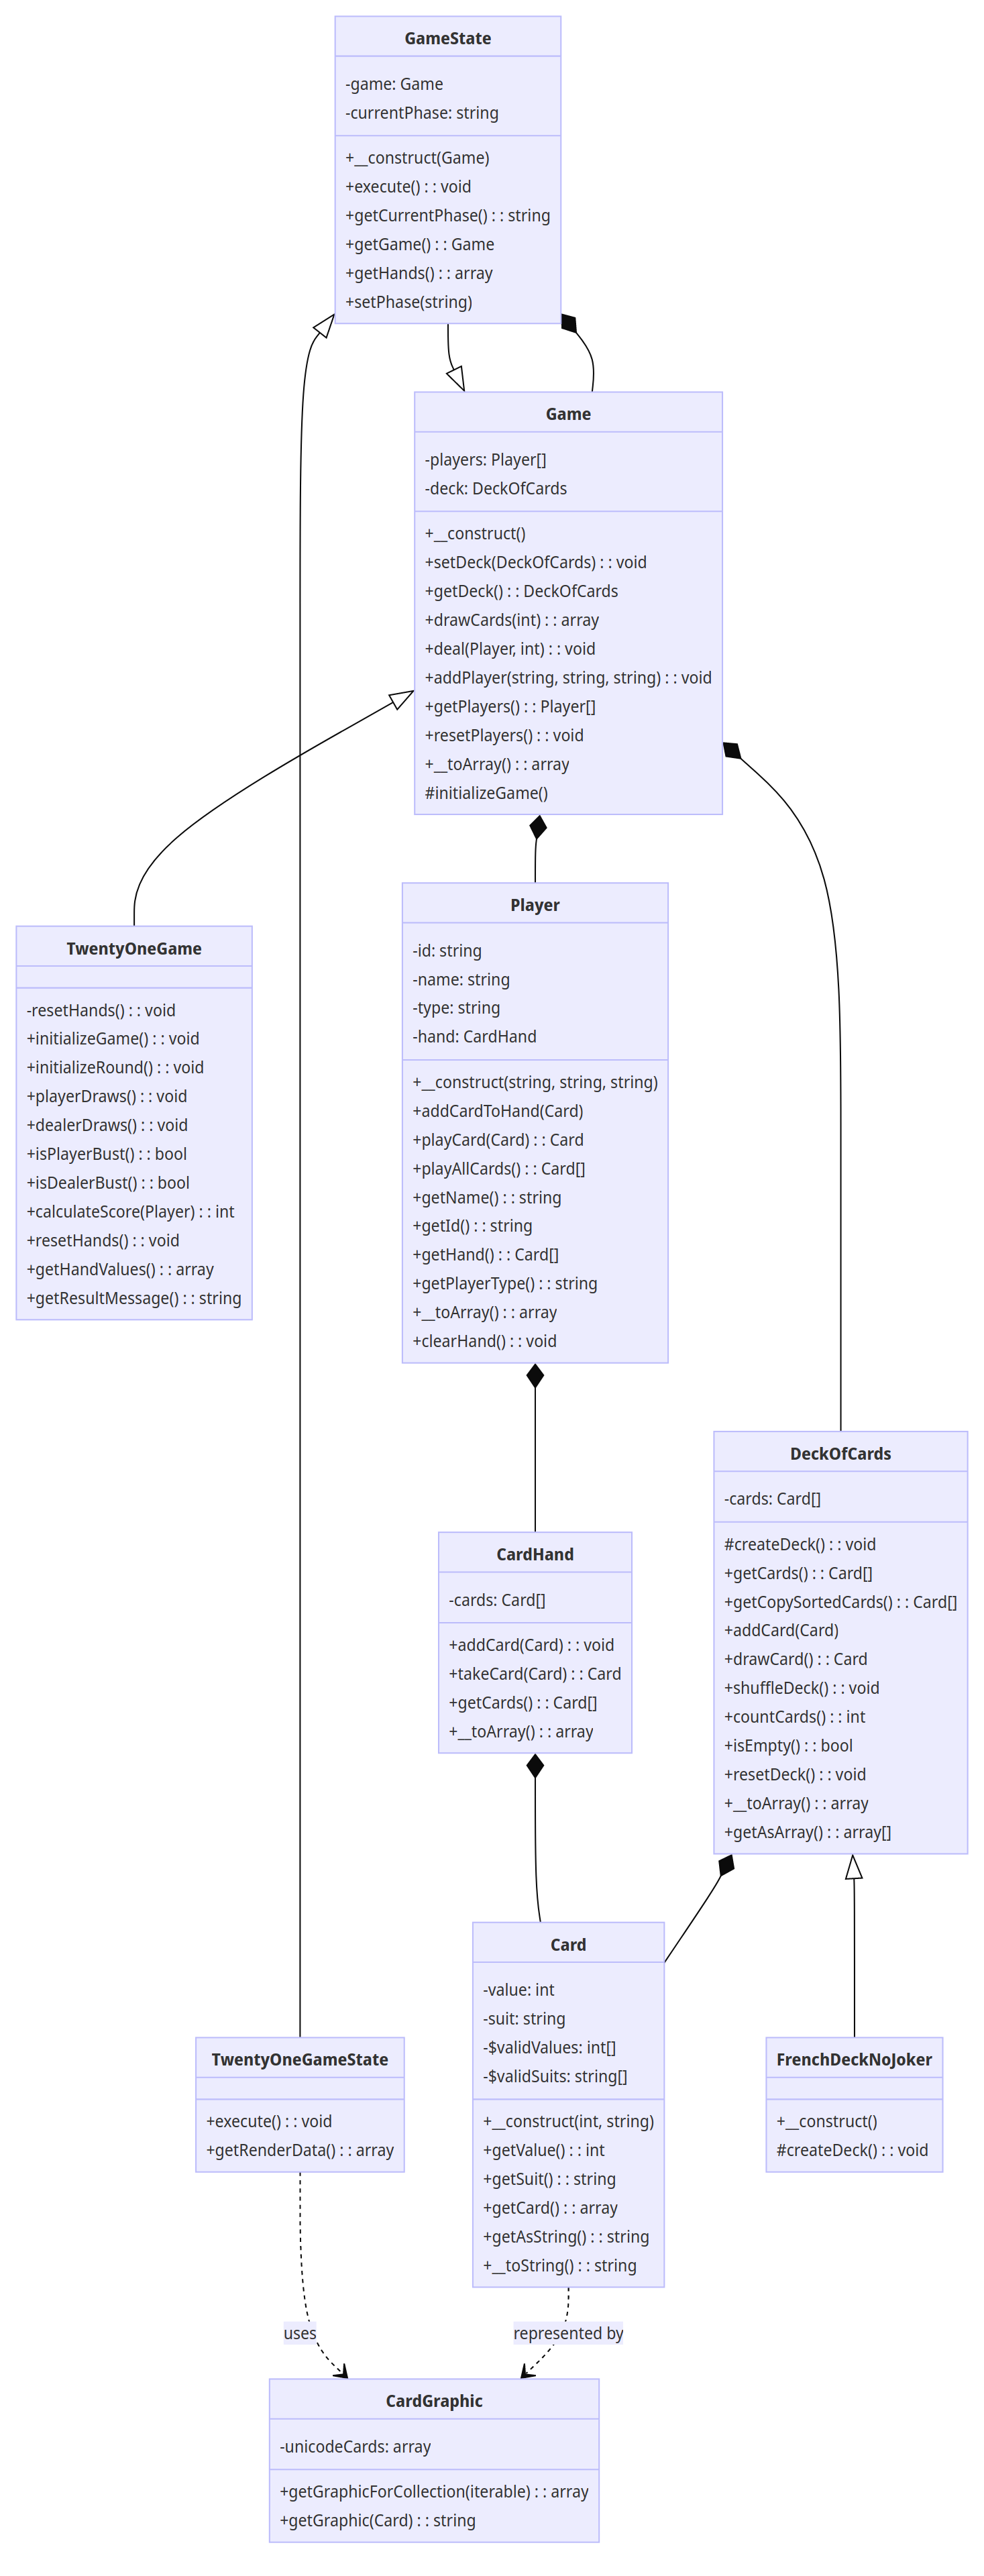 GameState
-game: Game
-currentPhase: string
+__construct(Game)
+execute() : : void
+getCurrentPhase() : : string
+getGame() : : Game
+getHands() : : array
+setPhase(string)
Game
-players: Player[]
-deck: DeckOfCards
+__construct()
+setDeck(DeckOfCards) : : void
+getDeck() : : DeckOfCards
+drawCards(int) : : array
+deal(Player, int) : : void
+addPlayer(string, string, string) : : void
+getPlayers() : : Player[]
+resetPlayers() : : void
+__toArray() : : array
#initializeGame()
TwentyOneGame
-resetHands() : : void
+initializeGame() : : void
+initializeRound() : : void
+playerDraws() : : void
+dealerDraws() : : void
+isPlayerBust() : : bool
+isDealerBust() : : bool
+calculateScore(Player) : : int
+resetHands() : : void
+getHandValues() : : array
+getResultMessage() : : string
Player
-id: string
-name: string
-type: string
-hand: CardHand
+__construct(string, string, string)
+addCardToHand(Card)
+playCard(Card) : : Card
+playAllCards() : : Card[]
+getName() : : string
+getId() : : string
+getHand() : : Card[]
+getPlayerType() : : string
+__toArray() : : array
+clearHand() : : void
DeckOfCards
-cards: Card[]
#createDeck() : : void
+getCards() : : Card[]
+getCopySortedCards() : : Card[]
+addCard(Card)
+drawCard() : : Card
+shuffleDeck() : : void
+countCards() : : int
+isEmpty() : : bool
+resetDeck() : : void
+__toArray() : : array
+getAsArray() : : array[]
CardHand
-cards: Card[]
+addCard(Card) : : void
+takeCard(Card) : : Card
+getCards() : : Card[]
+__toArray() : : array
Card
-value: int
-suit: string
-$validValues: int[]
-$validSuits: string[]
+__construct(int, string)
+getValue() : : int
+getSuit() : : string
+getCard() : : array
+getAsString() : : string
+__toString() : : string
TwentyOneGameState
+execute() : : void
+getRenderData() : : array
FrenchDeckNoJoker
+__construct()
#createDeck() : : void
uses
represented by
CardGraphic
-unicodeCards: array
+getGraphicForCollection(iterable) : : array
+getGraphic(Card) : : string